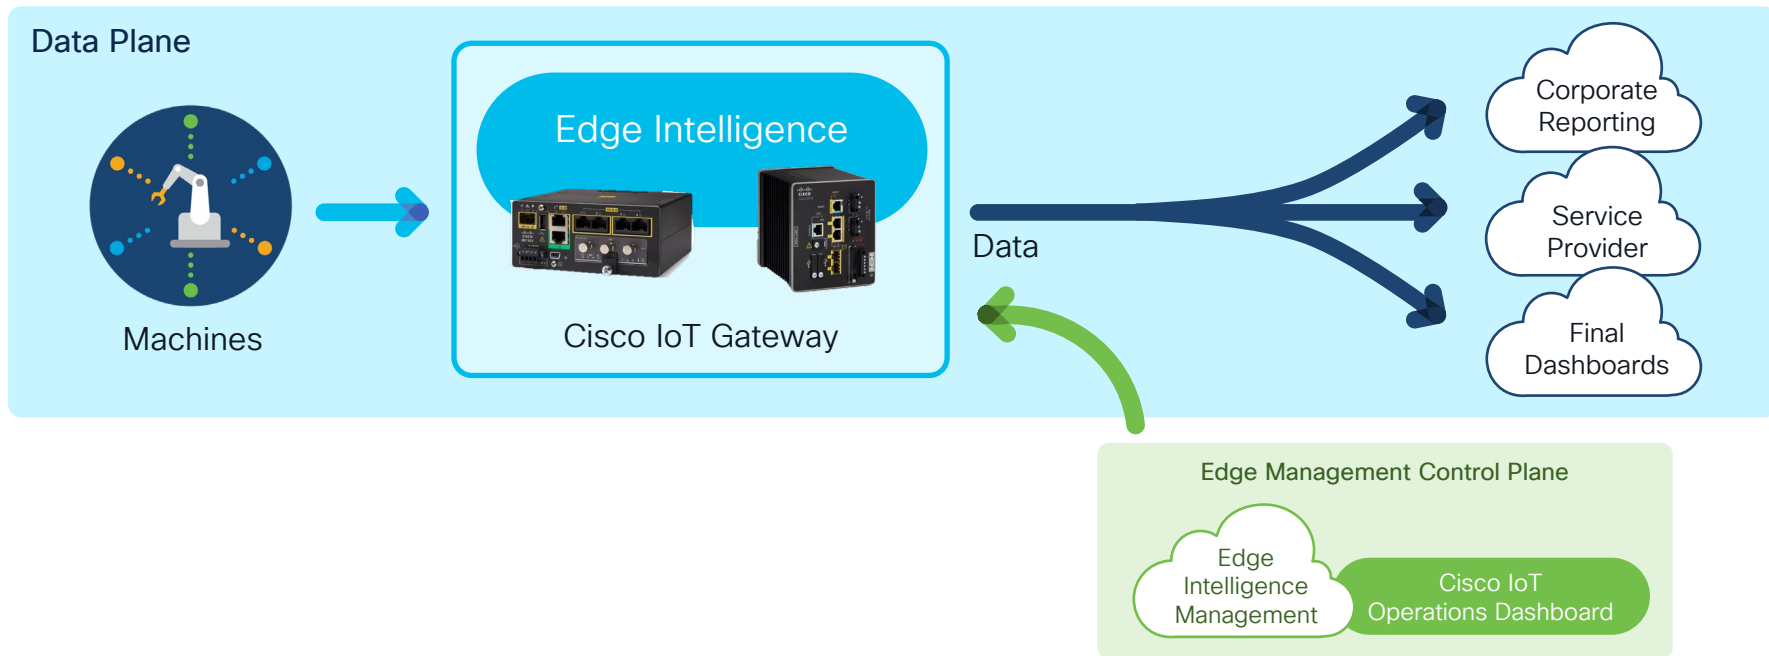 Data Plane
Edge Intelligence
Machines
Cisco IoT Gateway
Data
Corporate
Reporting
Service
Provider
Final
Dashboards
Edge Management Control Plane
Edge
Intelligence
Management
Cisco IoT
Operations Dashboard